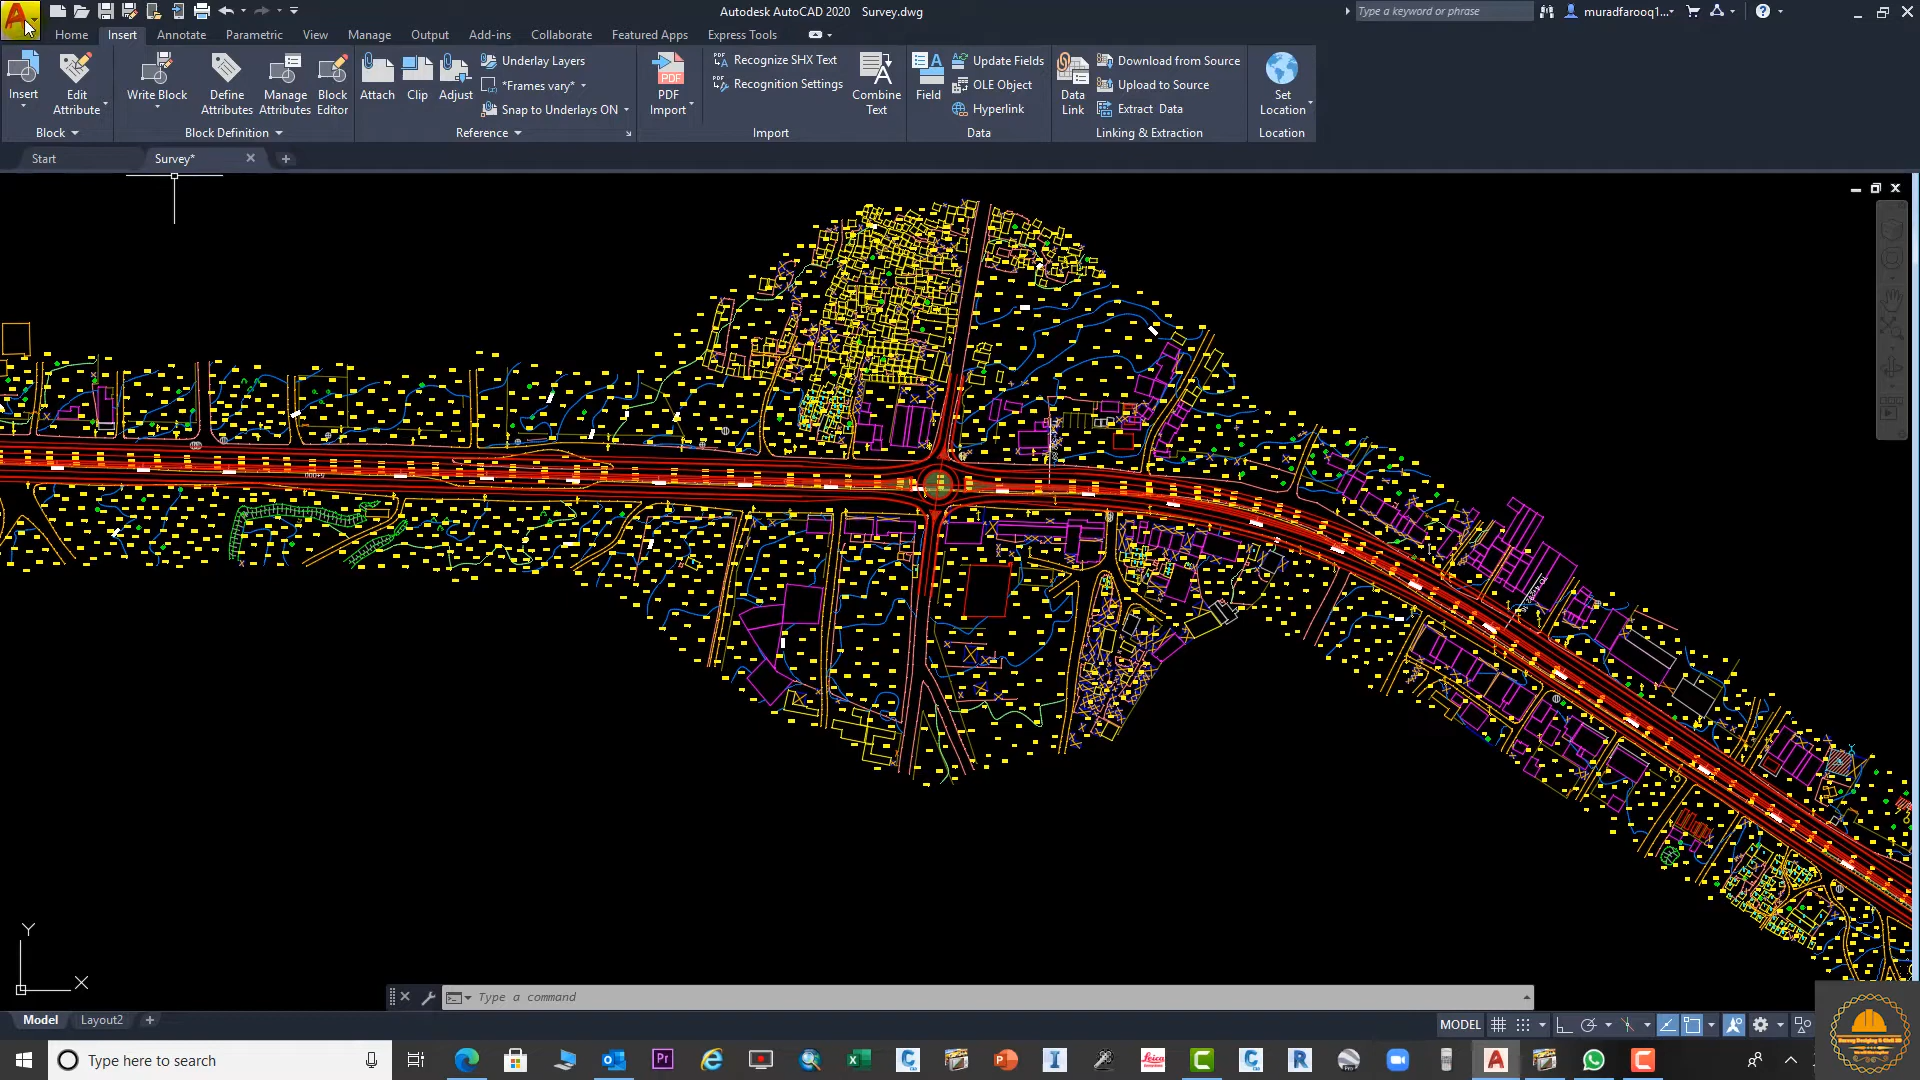 Autodesk AutoCAD 2020 Survey.dwg
Type a keyword or phrase
muradfarooq1...
Home Insert Annotate Parametric View Manage Output Add-ins Collaborate Featured Apps Express Tools
Insert
Edit Attribute
Write Block
Define Attributes
Manage Attributes
Block Editor
Attach
Clip
Adjust
Underlay Layers
*Frames vary*
Snap to Underlays ON
PDF Import
Recognize SHX Text
Recognition Settings
Combine Text
Field
Update Fields
OLE Object
Hyperlink
Data Link
Download from Source
Upload to Source
Extract Data
Set Location
Block
Block Definition
Reference
Import
Data
Linking & Extraction
Location
Start
Survey*
Y
X
Type a command
Model
Layout2
MODEL
Type here to search